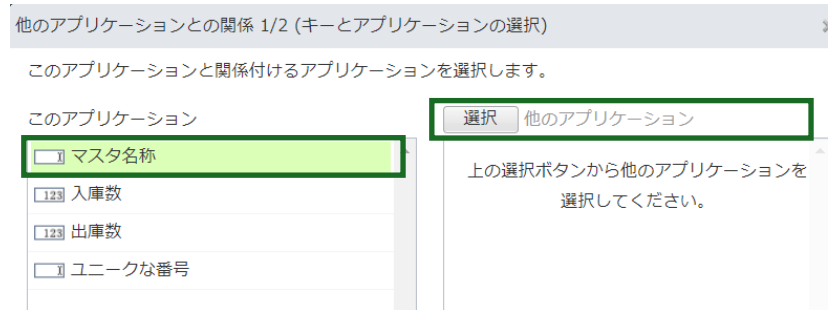 他のアプリケーションとの関係 1/2 (キーとアプリケーションの選択)
このアプリケーションと関係付けるアプリケーションを選択します。
このアプリケーション
選択 他のアプリケーション
マスタ名称
123 入庫数
123 出庫数
ユニークな番号
上の選択ボタンから他のアプリケーションを
選択してください。